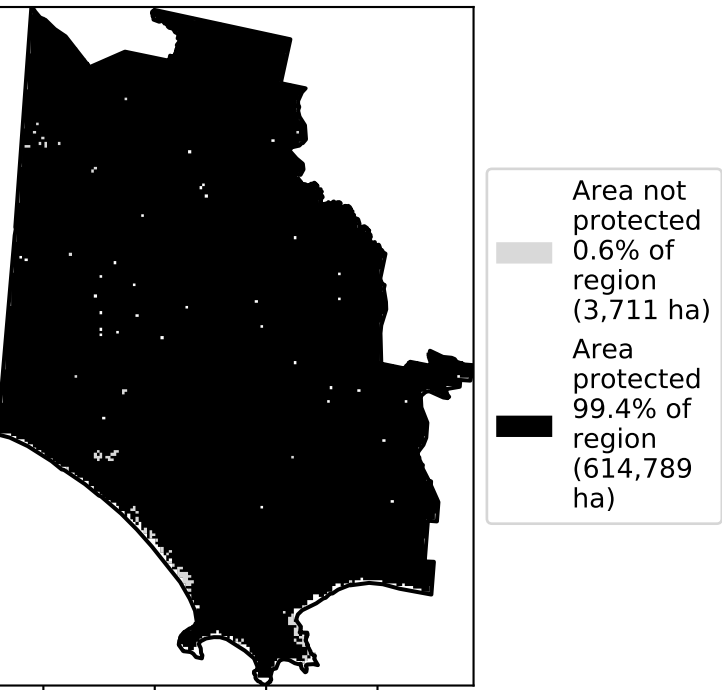 Area not
protected
0.6% of
region
(3,711 ha)
Area
protected
99.4% of
region
(614,789
ha)